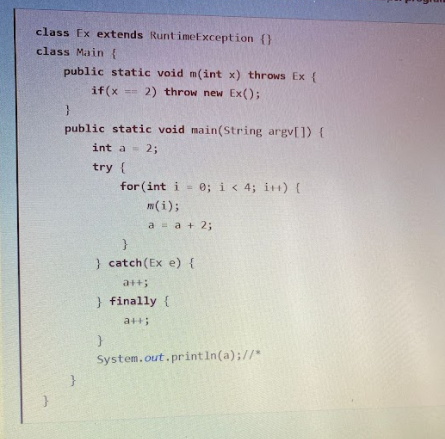 class Ex extends RuntimeException {}
class Main {
public static void m(int x) throws Ex {
if(x == 2) throw new Ex();
}
public static void main(String argv[]) {
int a = 2;
try {
for(int i = 0; i < 4; i++) {
m(i);
a = a + 2;
}
} catch(Ex e) {
a++;
} finally {
a++;
}
System.out.println(a);//*
}
}